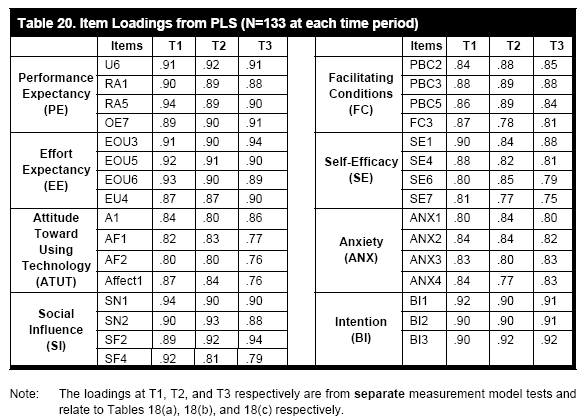 Table 20. Item Loadings from PLS (N=133 at each time period)
Items T1 T2 T3 Items T1 T2 T3
Performance Expectancy (PE) U6 .91 .92 .91 Facilitating Conditions (FC) PBC2 .84 .88 .85
RA1 .90 .89 .88 PBC3 .88 .89 .88
RA5 .94 .89 .90 PBC5 .86 .89 .84
OE7 .89 .90 .91 FC3 .87 .78 .81
Effort Expectancy (EE) EOU3 .91 .90 .94 Self-Efficacy (SE) SE1 .90 .84 .88
EOU5 .92 .91 .90 SE4 .88 .82 .81
EOU6 .93 .90 .89 SE6 .80 .85 .79
EU4 .87 .87 .90 SE7 .81 .77 .75
Attitude Toward Using Technology (ATUT) A1 .84 .80 .86 Anxiety (ANX) ANX1 .80 .84 .80
AF1 .82 .83 .77 ANX2 .84 .84 .82
AF2 .80 .80 .76 ANX3 .83 .80 .83
Affect1 .87 .84 .76 ANX4 .84 .77 .83
Social Influence (SI) SN1 .94 .90 .90 Intention (BI) BI1 .92 .90 .91
SN2 .90 .93 .88 BI2 .90 .90 .91
SF2 .89 .92 .94 BI3 .90 .92 .92
SF4 .92 .81 .79
Note: The loadings at T1, T2, and T3 respectively are from separate measurement model tests and
relate to Tables 18(a), 18(b), and 18(c) respectively.